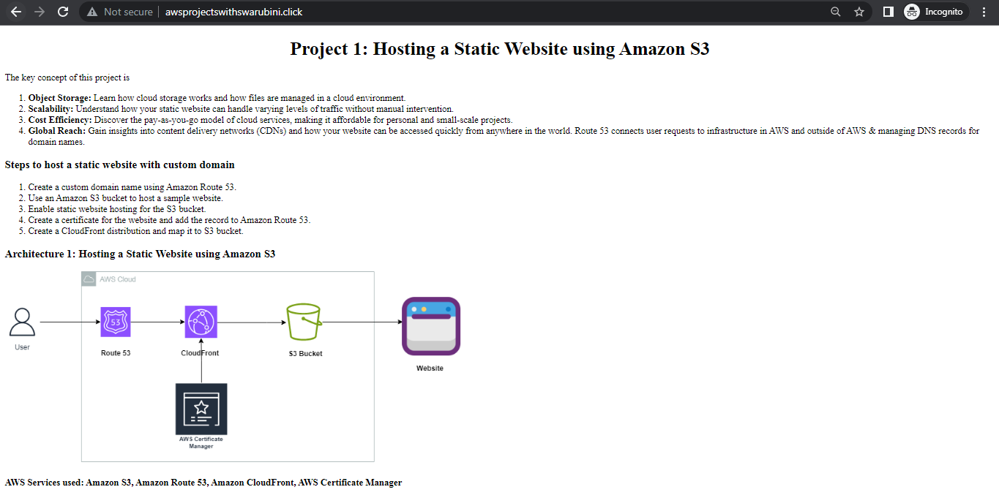 Not secure awsprojectswithswarubini.click Incognito
Project 1: Hosting a Static Website using Amazon S3
The key concept of this project is
1. Object Storage: Learn how cloud storage works and how files are managed in a cloud environment.
2. Scalability: Understand how your static website can handle varying levels of traffic without manual intervention.
3. Cost Efficiency: Discover the pay-as-you-go model of cloud services, making it affordable for personal and small-scale projects.
4. Global Reach: Gain insights into content delivery networks (CDNs) and how your website can be accessed quickly from anywhere in the world. Route 53 connects user requests to infrastructure in AWS and outside of AWS & managing DNS records for
domain names.
Steps to host a static website with custom domain
1. Create a custom domain name using Amazon Route 53.
2. Use an Amazon S3 bucket to host a sample website.
3. Enable static website hosting for the S3 bucket.
4. Create a certificate for the website and add the record to Amazon Route 53.
5. Create a CloudFront distribution and map it to S3 bucket.
Architecture 1: Hosting a Static Website using Amazon S3
AWS Cloud
53
User
Route 53
CloudFront
S3 Bucket
Website
AWS Certificate
Manager
AWS Services used: Amazon S3, Amazon Route 53, Amazon CloudFront, AWS Certificate Manager